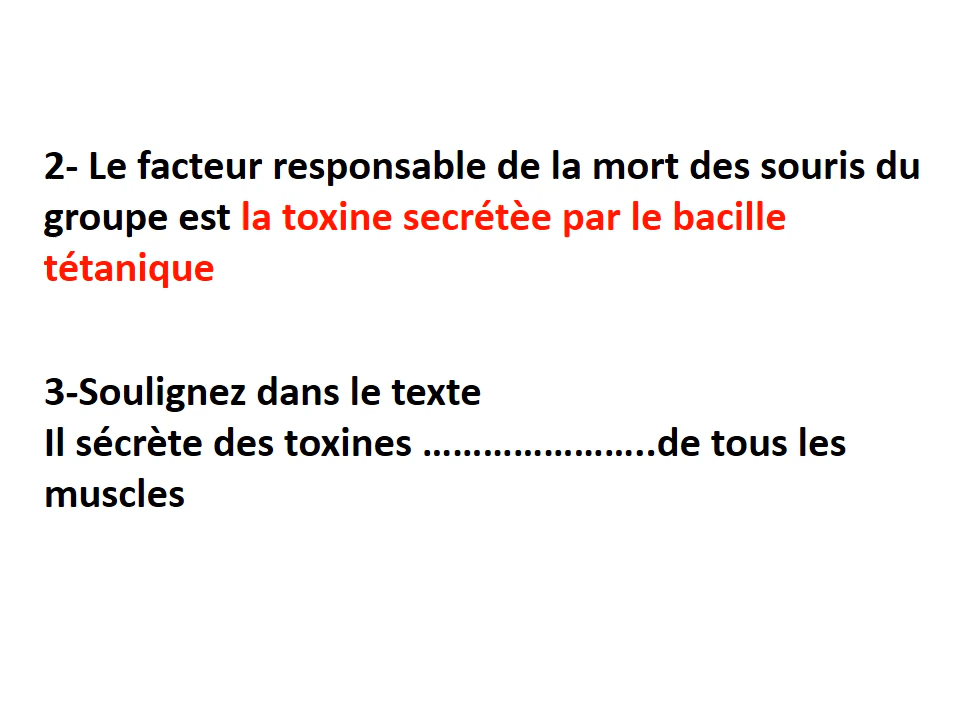 2- Le facteur responsable de la mort des souris du
groupe est la toxine secrétèe par le bacille
tétanique
3-Soulignez dans le texte
Il sécrète des toxines …………………..de tous les
muscles